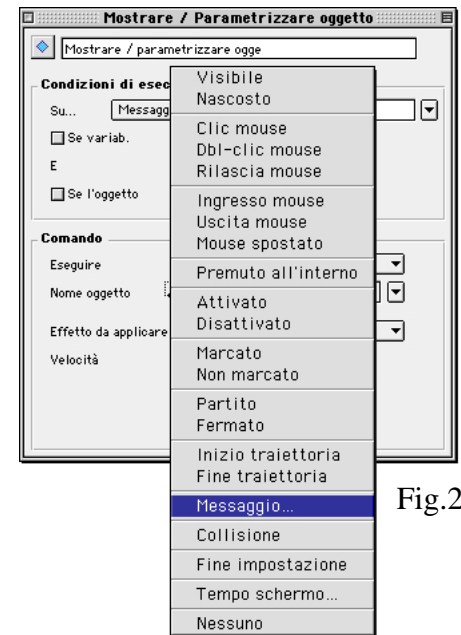 Mostrare / Parametrizzare oggetto
Mostrare / parametrizzare ogge
Condizioni di esec
Su... Messagg
Se variab.
E
Se l'oggetto
Comando
Eseguire
Nome oggetto
Effetto da applicare
Velocità
Visibile
Nascosto
Clic mouse
Dbl-clic mouse
Rilascia mouse
Ingresso mouse
Uscita mouse
Mouse spostato
Premuto all'interno
Attivato
Disattivato
Marcato
Non marcato
Partito
Fermato
Inizio traiettoria
Fine traiettoria
Messaggio...
Collisione
Fine impostazione
Tempo schermo...
Nessuno
Fig.2